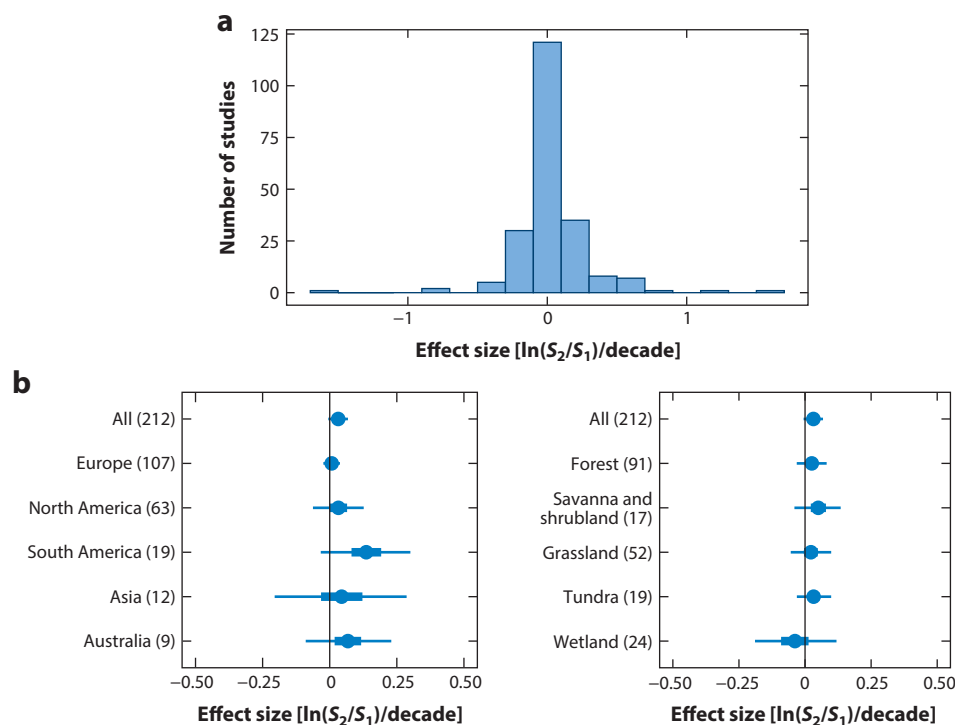 a
125
100
75
50
25
0
Number of studies
−1 0 1
Effect size [ln(S₂/S₁)/decade]
b
All (212)
Europe (107)
North America (63)
South America (19)
Asia (12)
Australia (9)
−0.50 −0.25 0 0.25 0.50
Effect size [ln(S₂/S₁)/decade]
All (212)
Forest (91)
Savanna and
shrubland (17)
Grassland (52)
Tundra (19)
Wetland (24)
−0.50 −0.25 0 0.25 0.50
Effect size [ln(S₂/S₁)/decade]